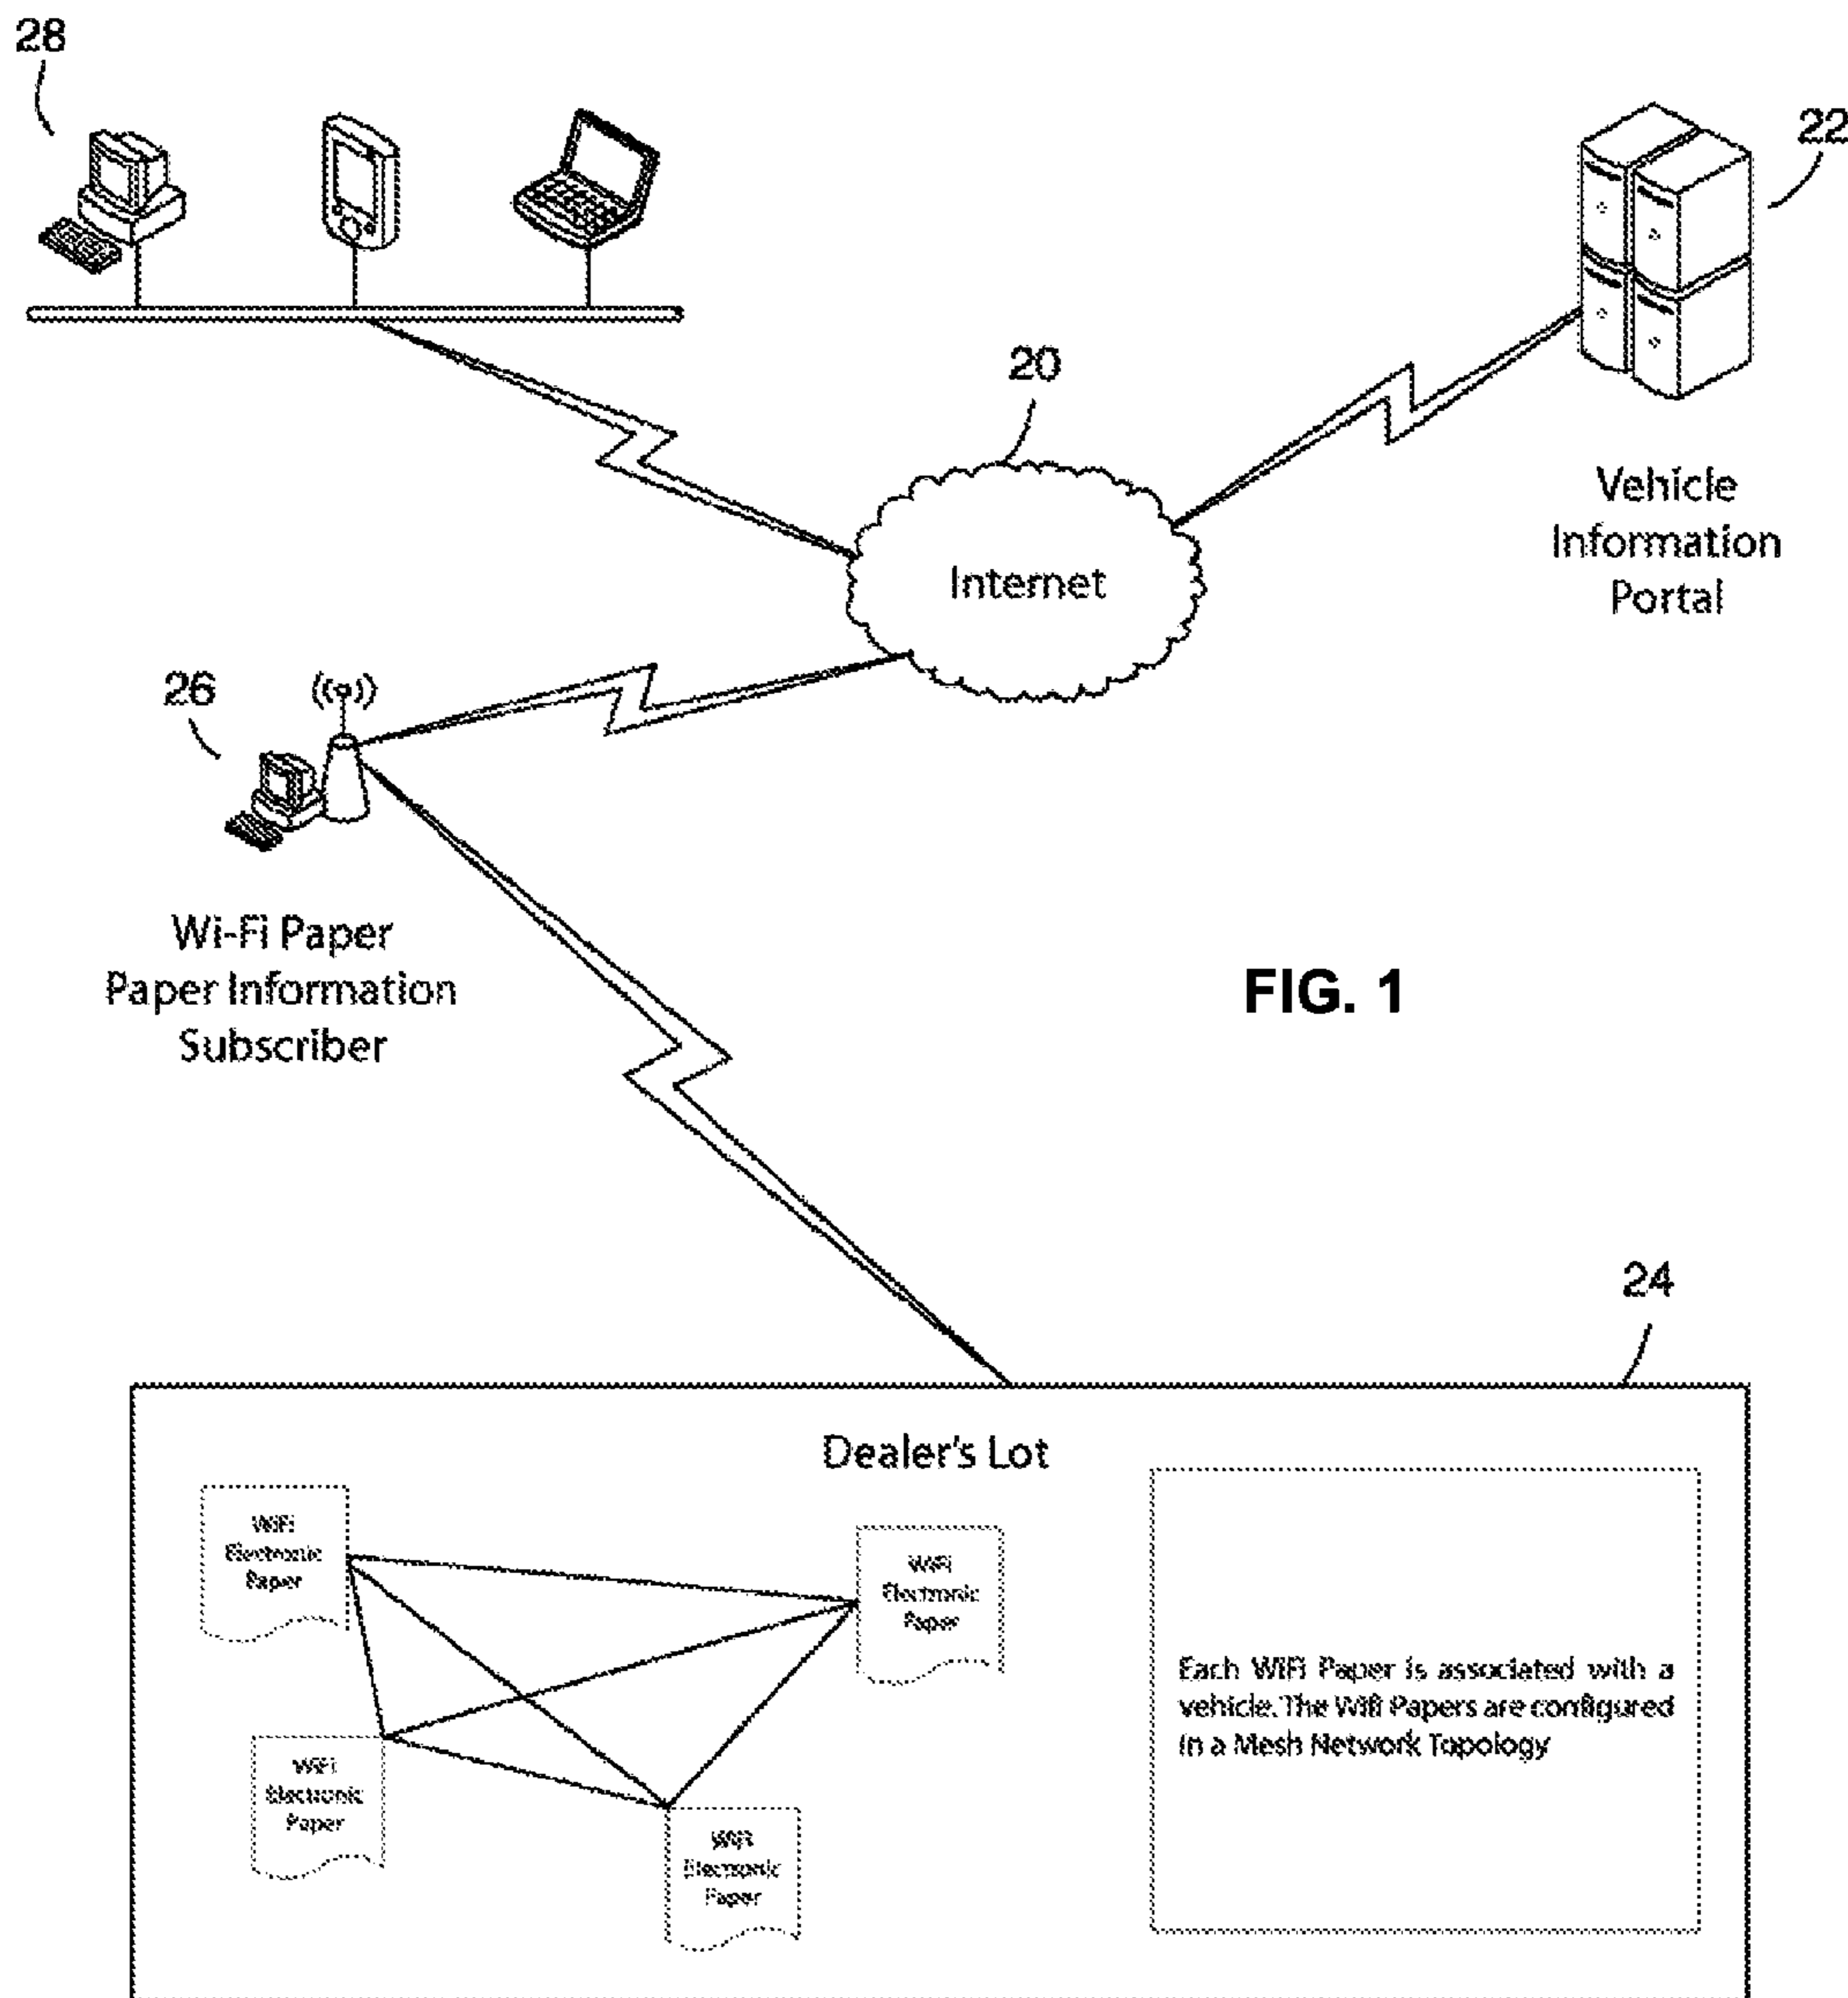 28
22
20
Vehicle
Information
Portal
Internet
26
((•))
Wi-Fi Paper
Paper Information
Subscriber
FIG. 1
24
Dealer's Lot
WiFi
Electronic
Paper
WiFi
Electronic
Paper
Each WiFi Paper is associated with a
vehicle. The Wifi Papers are configured
in a Mesh Network Topology
WiFi
Electronic
Paper
WiFi
Electronic
Paper